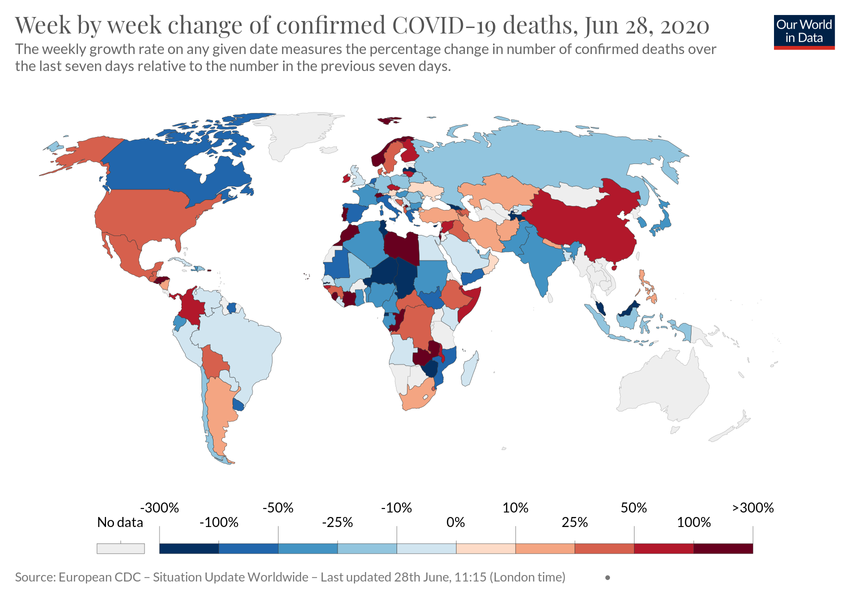 Week by week change of confirmed COVID-19 deaths, Jun 28, 2020
Our World
in Data
The weekly growth rate on any given date measures the percentage change in number of confirmed deaths over
the last seven days relative to the number in the previous seven days.
-300% -50% -10% 10% 50% >300%
No data -100% -25% 0% 25% 100%
Source: European CDC – Situation Update Worldwide – Last updated 28th June, 11:15 (London time) •